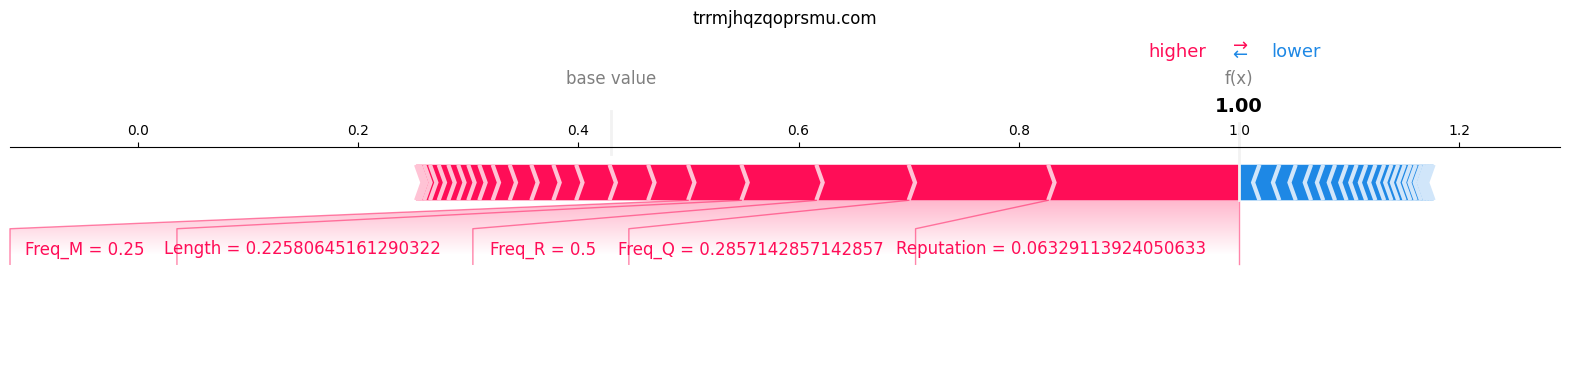 trrmjhqzqoprsmu.com
higher ⇄ lower
base value f(x)
1.00
0.0 0.2 0.4 0.6 0.8 1.0 1.2
Freq_M = 0.25 Length = 0.22580645161290322 Freq_R = 0.5 Freq_Q = 0.2857142857142857 Reputation = 0.06329113924050633